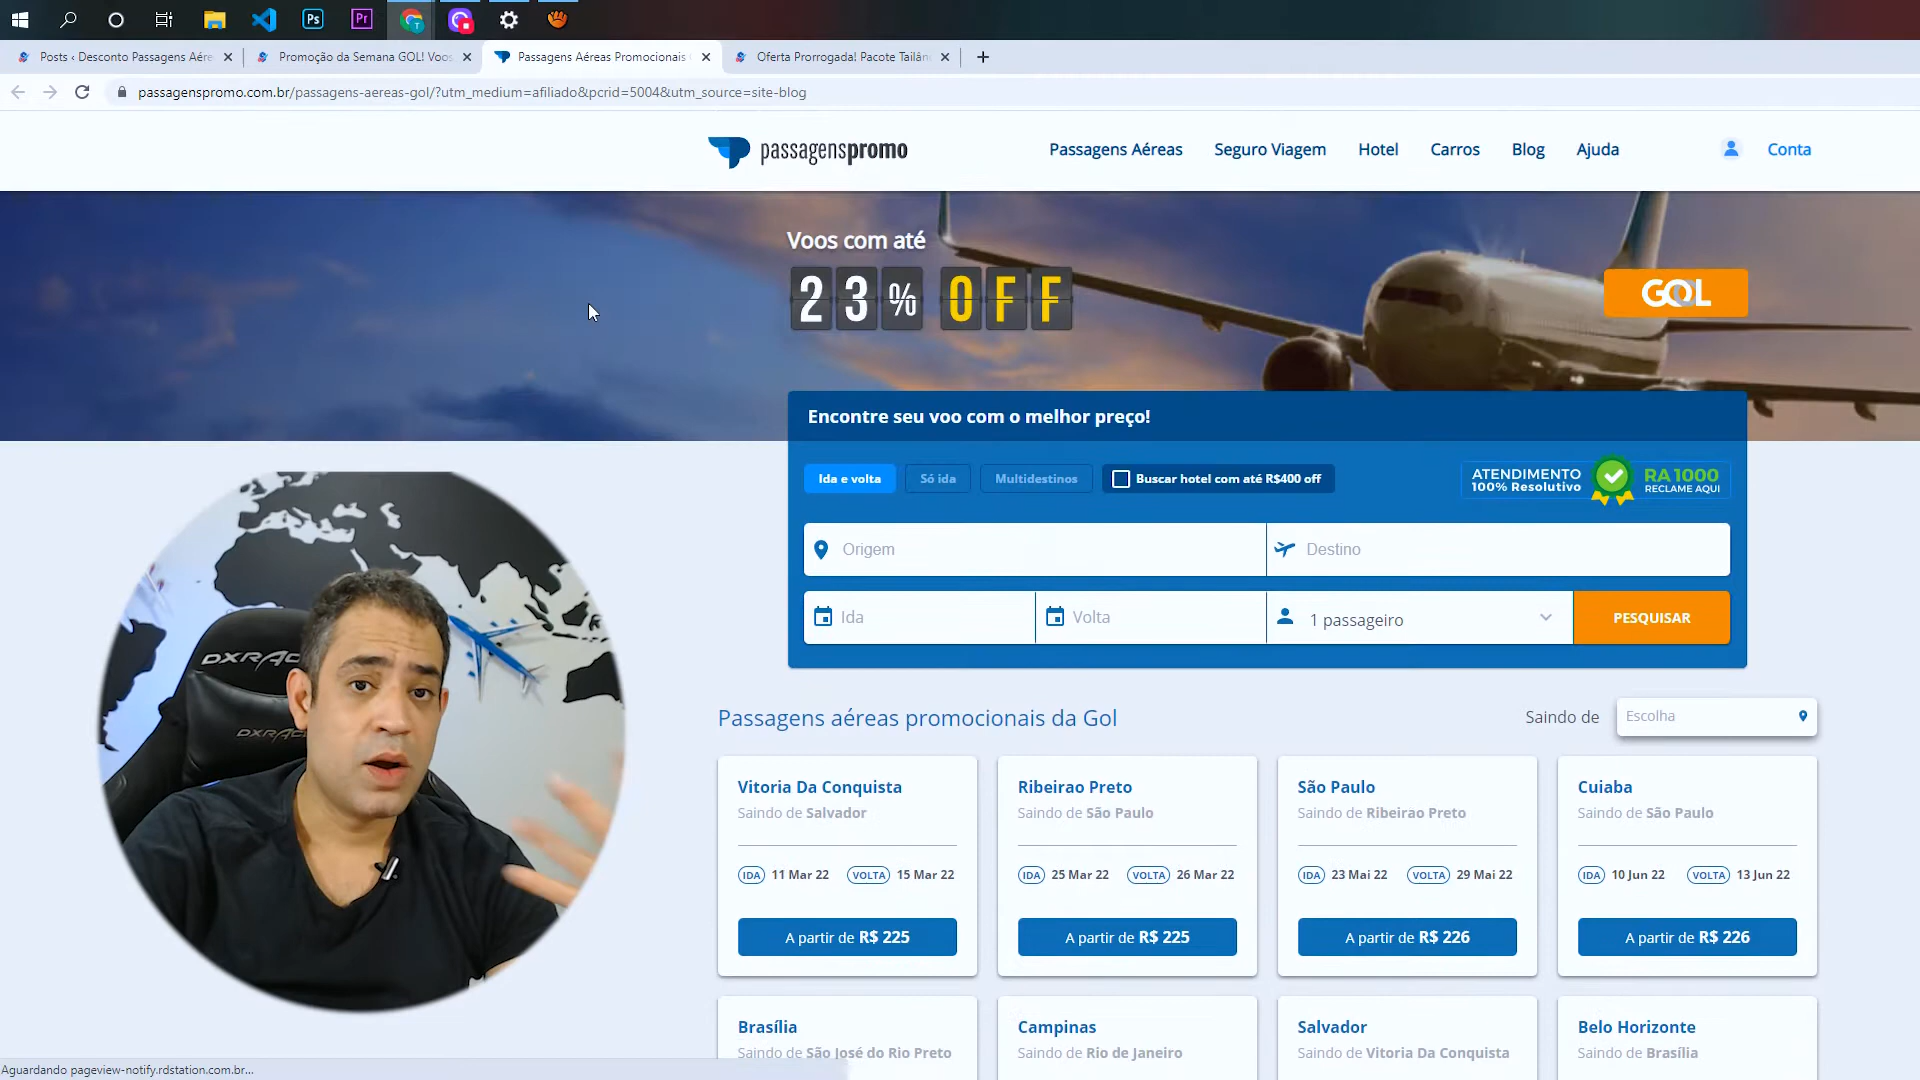 Ps
Pr
Posts ‹ Desconto Passagens Aére
Promoção da Semana GOL! Voos
Passagens Aéreas Promocionais
Oferta Prorrogada! Pacote Tailân
passagenspromo.com.br/passagens-aereas-gol/?utm_medium=afiliado&pcrid=5004&utm_source=site-blog
passagenspromo
Passagens Aéreas
Seguro Viagem
Hotel
Carros
Blog
Ajuda
Conta
Voos com até
23% OFF
GOL
Encontre seu voo com o melhor preço!
Ida e volta
Só ida
Multidestinos
Buscar hotel com até R$400 off
ATENDIMENTO
100% Resolutivo
RA1000
RECLAME AQUI
Origem
Destino
Ida
Volta
1 passageiro
PESQUISAR
Passagens aéreas promocionais da Gol
Saindo de
Escolha
Vitoria Da Conquista
Saindo de Salvador
IDA 11 Mar 22 VOLTA 15 Mar 22
A partir de R$ 225
Ribeirao Preto
Saindo de São Paulo
IDA 25 Mar 22 VOLTA 26 Mar 22
A partir de R$ 225
São Paulo
Saindo de Ribeirao Preto
IDA 23 Mai 22 VOLTA 29 Mai 22
A partir de R$ 226
Cuiaba
Saindo de São Paulo
IDA 10 Jun 22 VOLTA 13 Jun 22
A partir de R$ 226
Brasília
Saindo de São José do Rio Preto
Campinas
Saindo de Rio de Janeiro
Salvador
Saindo de Vitoria Da Conquista
Belo Horizonte
Saindo de Brasília
DXRAC
DXRAC
Aguardando pageview-notify.rdstation.com.br...